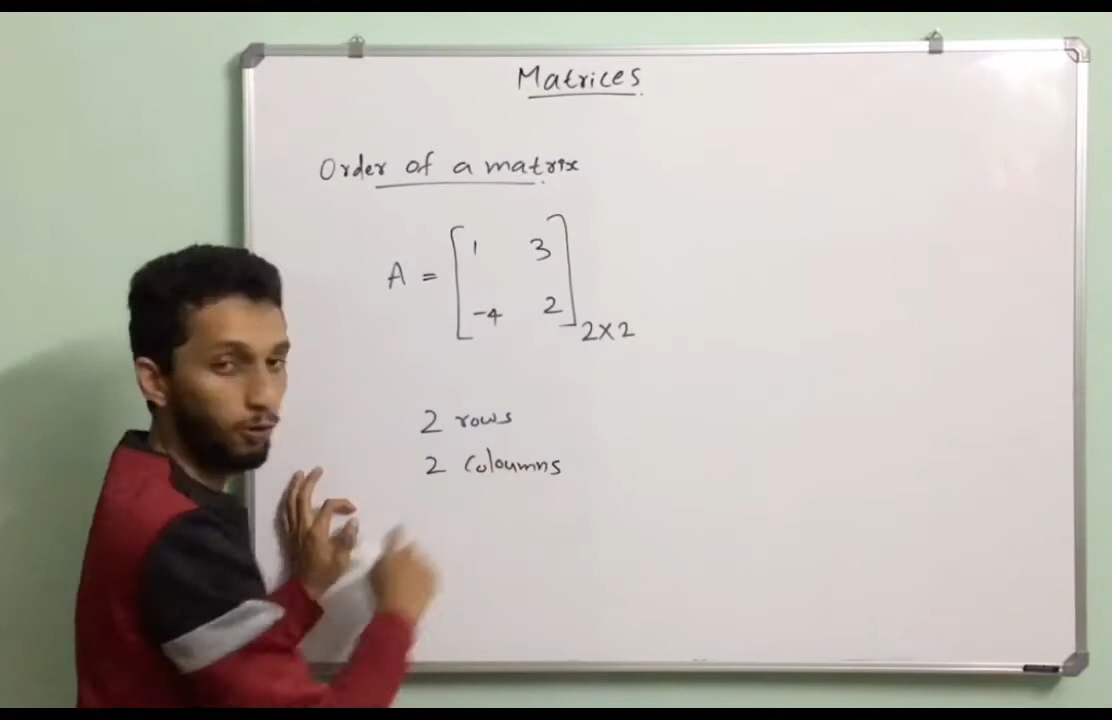 Matrices
Order of a matrix
A = [1 3
-4 2] 2x2
2 rows
2 Coloumns